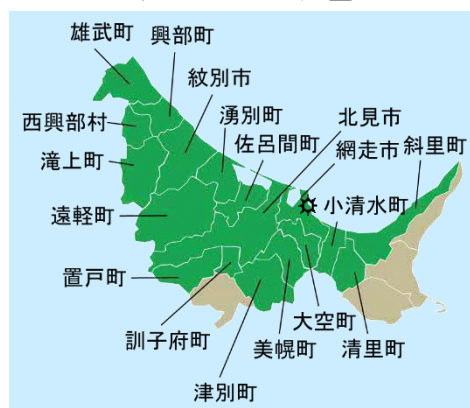 雄武町
興部町
紋別市
湧別町
北見市
西興部村
佐呂間町
網走市
斜里町
滝上町
小清水町
遠軽町
置戸町
大空町
訓子府町
美幌町
清里町
津別町